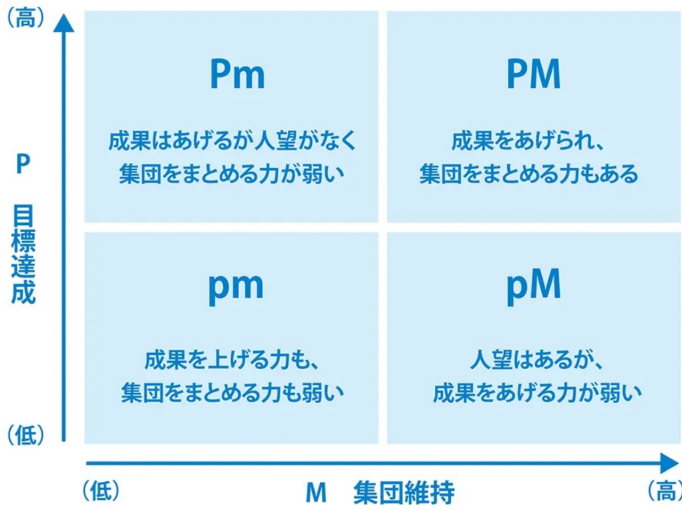 (高)
Pm
成果はあげるが人望がなく
集団をまとめる力が弱い
PM
成果をあげられ、
集団をまとめる力もある
P 目標達成
pm
成果を上げる力も、
集団をまとめる力も弱い
pM
人望はあるが、
成果をあげる力が弱い
(低)
(低)
M 集団維持
(高)